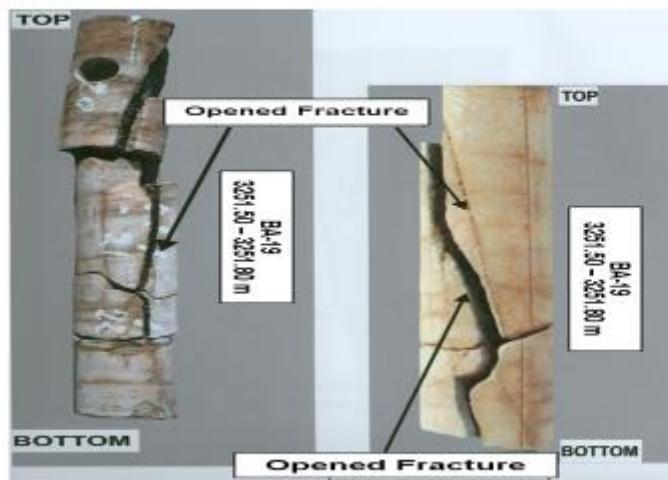 TOP
Opened Fracture
TOP
BA-19
3251.50 – 3251.80 m
BA-19
3251.50 – 3251.80 m
BOTTOM
BOTTOM
Opened Fracture